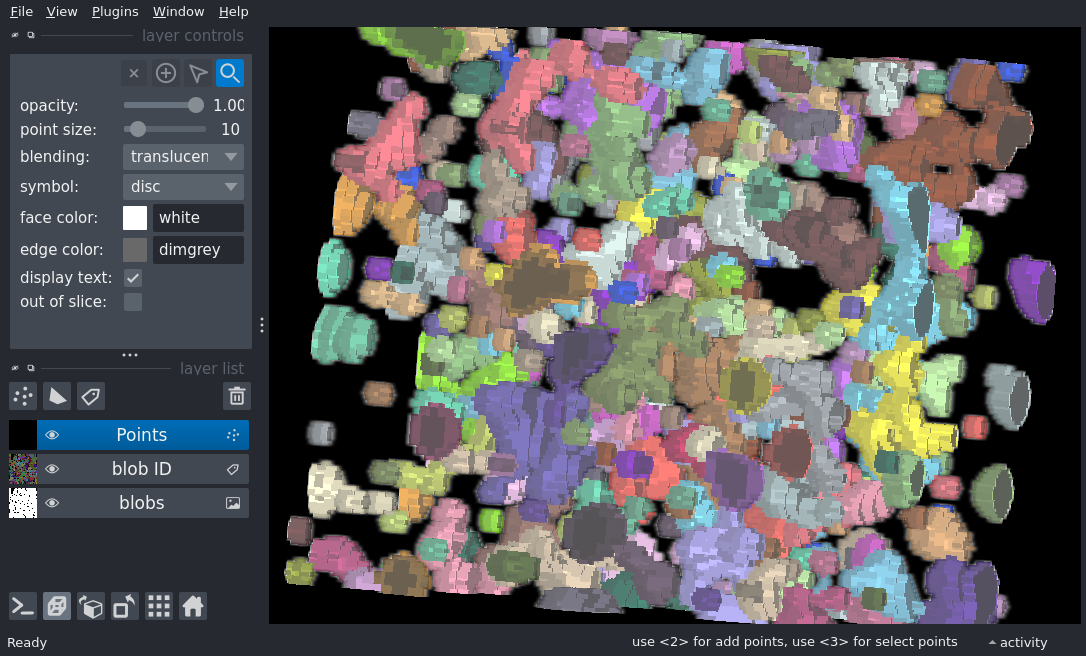 File View Plugins Window Help
layer controls
opacity: 1.00
point size: 10
blending: translucen
symbol: disc
face color: white
edge color: dimgrey
display text:
out of slice:
layer list
Points
blob ID
blobs
Ready use <2> for add points, use <3> for select points activity